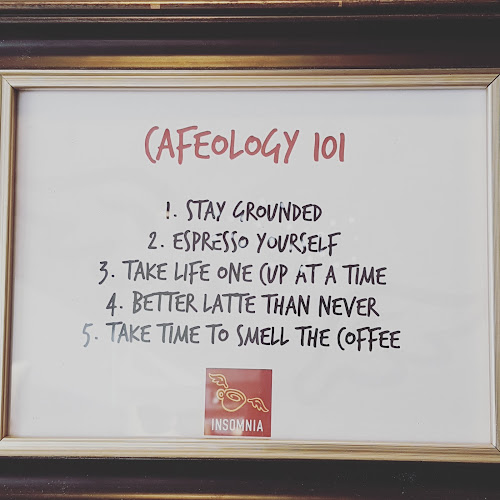 CAFEOLOGY 101
1. STAY GROUNDED
2. ESPRESSO YOURSELF
3. TAKE LIFE ONE CUP AT A TIME
4. BETTER LATTE THAN NEVER
5. TAKE TIME TO SMELL THE COFFEE
INSOMNIA